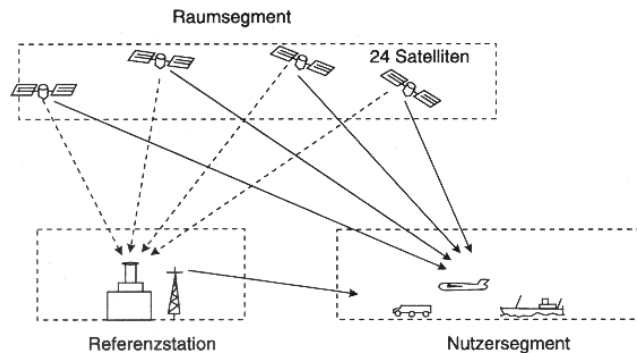 Raumsegment
24 Satelliten
Referenzstation
Nutzersegment